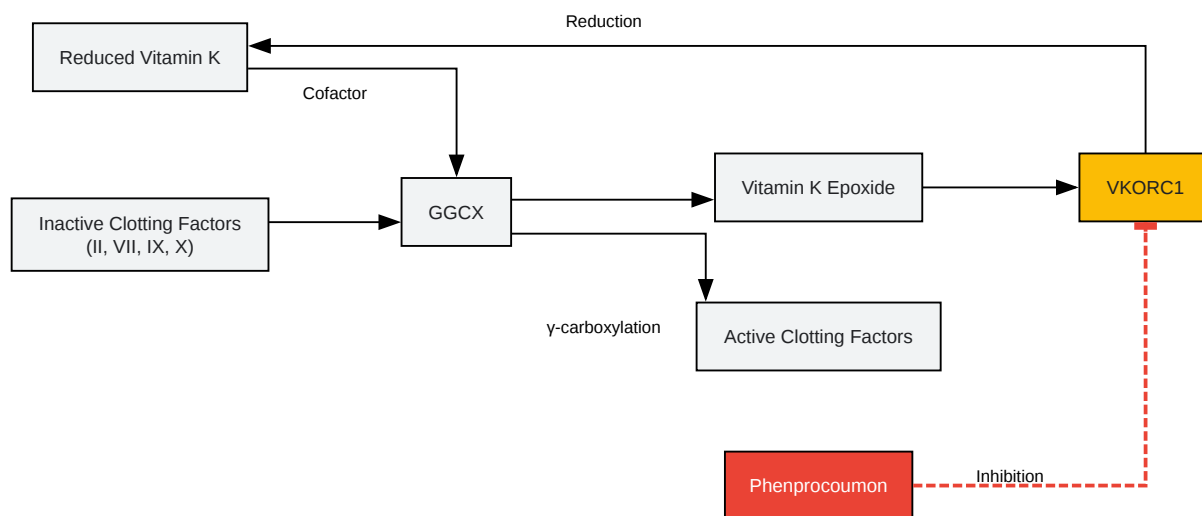 Reduction
Reduced Vitamin K
Cofactor
Inactive Clotting Factors
(II, VII, IX, X)
GGCX
Vitamin K Epoxide
VKORC1
γ-carboxylation
Active Clotting Factors
Phenprocoumon
Inhibition